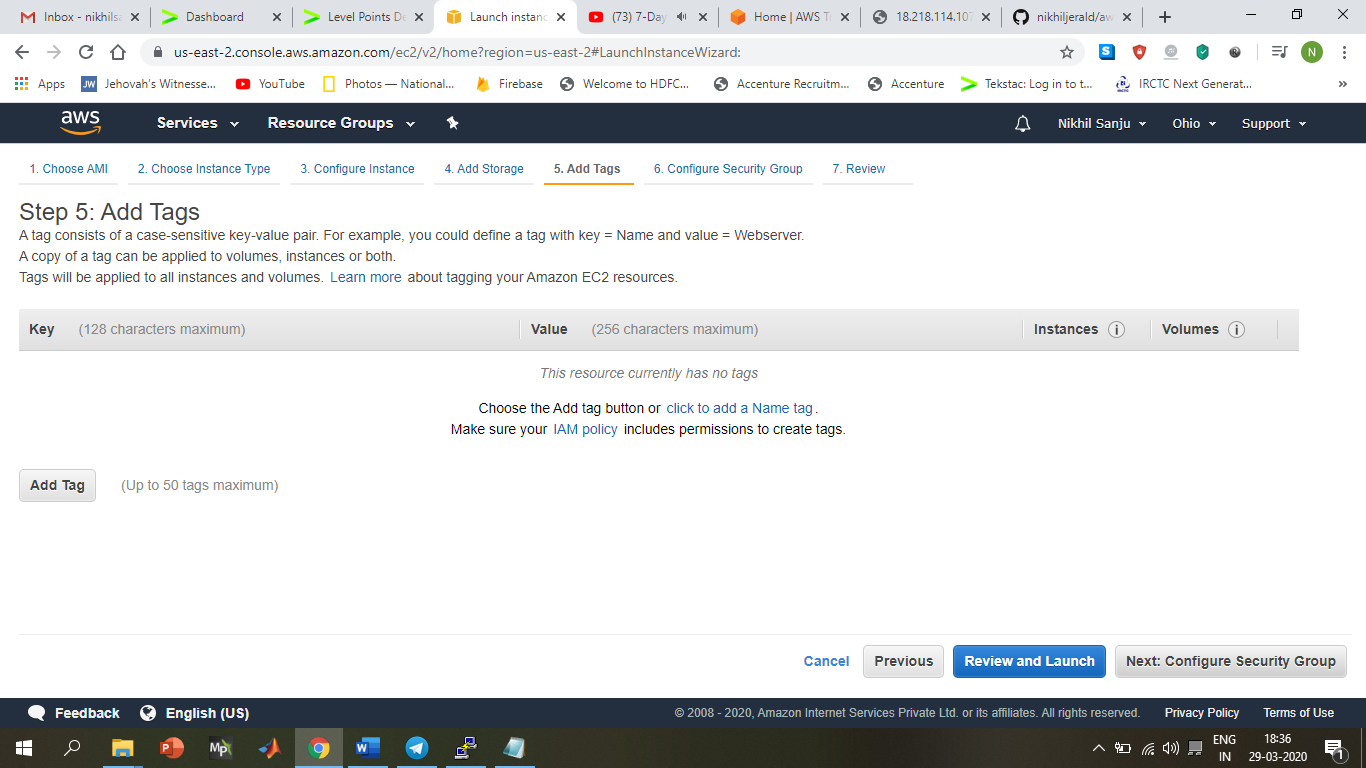 Inbox - nikhils
Dashboard
Level Points De
Launch instanc
(73) 7-Day
Home | AWS T
18.218.114.107
nikhiljerald/aw
us-east-2.console.aws.amazon.com/ec2/v2/home?region=us-east-2#LaunchInstanceWizard:
S
N
Apps
JW
Jehovah's Witnesse...
YouTube
Photos — National...
Firebase
Welcome to HDFC...
Accenture Recruitm...
Accenture
Tekstac: Log in to t...
IRCTC Next Generat...
»
aws
Services
Resource Groups
Nikhil Sanju
Ohio
Support
1. Choose AMI
2. Choose Instance Type
3. Configure Instance
4. Add Storage
5. Add Tags
6. Configure Security Group
7. Review
Step 5: Add Tags
A tag consists of a case-sensitive key-value pair. For example, you could define a tag with key = Name and value = Webserver.
A copy of a tag can be applied to volumes, instances or both.
Tags will be applied to all instances and volumes. Learn more about tagging your Amazon EC2 resources.
Key (128 characters maximum)
Value (256 characters maximum)
Instances i
Volumes i
This resource currently has no tags
Choose the Add tag button or click to add a Name tag.
Make sure your IAM policy includes permissions to create tags.
Add Tag (Up to 50 tags maximum)
Cancel
Previous
Review and Launch
Next: Configure Security Group
Feedback
English (US)
© 2008 - 2020, Amazon Internet Services Private Ltd. or its affiliates. All rights reserved.
Privacy Policy
Terms of Use
P
Mp
W
ENG
IN
18:36
29-03-2020
1